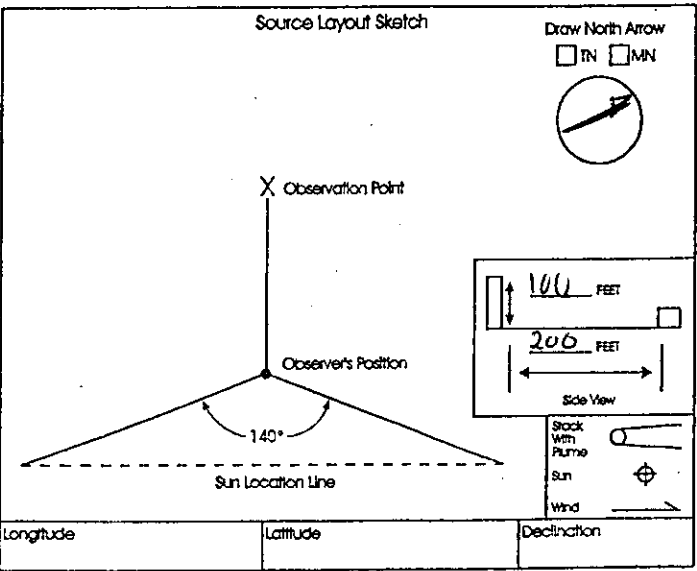 Source Layout Sketch
Draw North Arrow
TN MN
X Observation Point
100 FEET
200 FEET
Side View
Observer's Position
140°
Sun Location Line
Stack
With
Plume
Sun
Wind
Longitude
Latitude
Declination